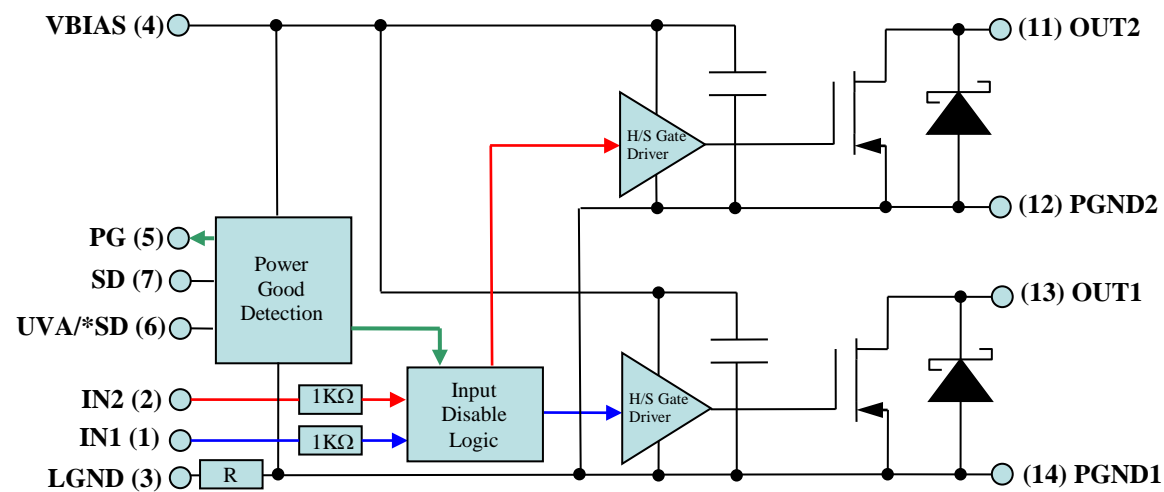 VBIAS (4)
(11) OUT2
H/S Gate
Driver
(12) PGND2
PG (5)
SD (7)
UVA/*SD (6)
Power
Good
Detection
(13) OUT1
IN2 (2)
1KΩ
IN1 (1)
1KΩ
Input
Disable
Logic
H/S Gate
Driver
LGND (3)
R
(14) PGND1